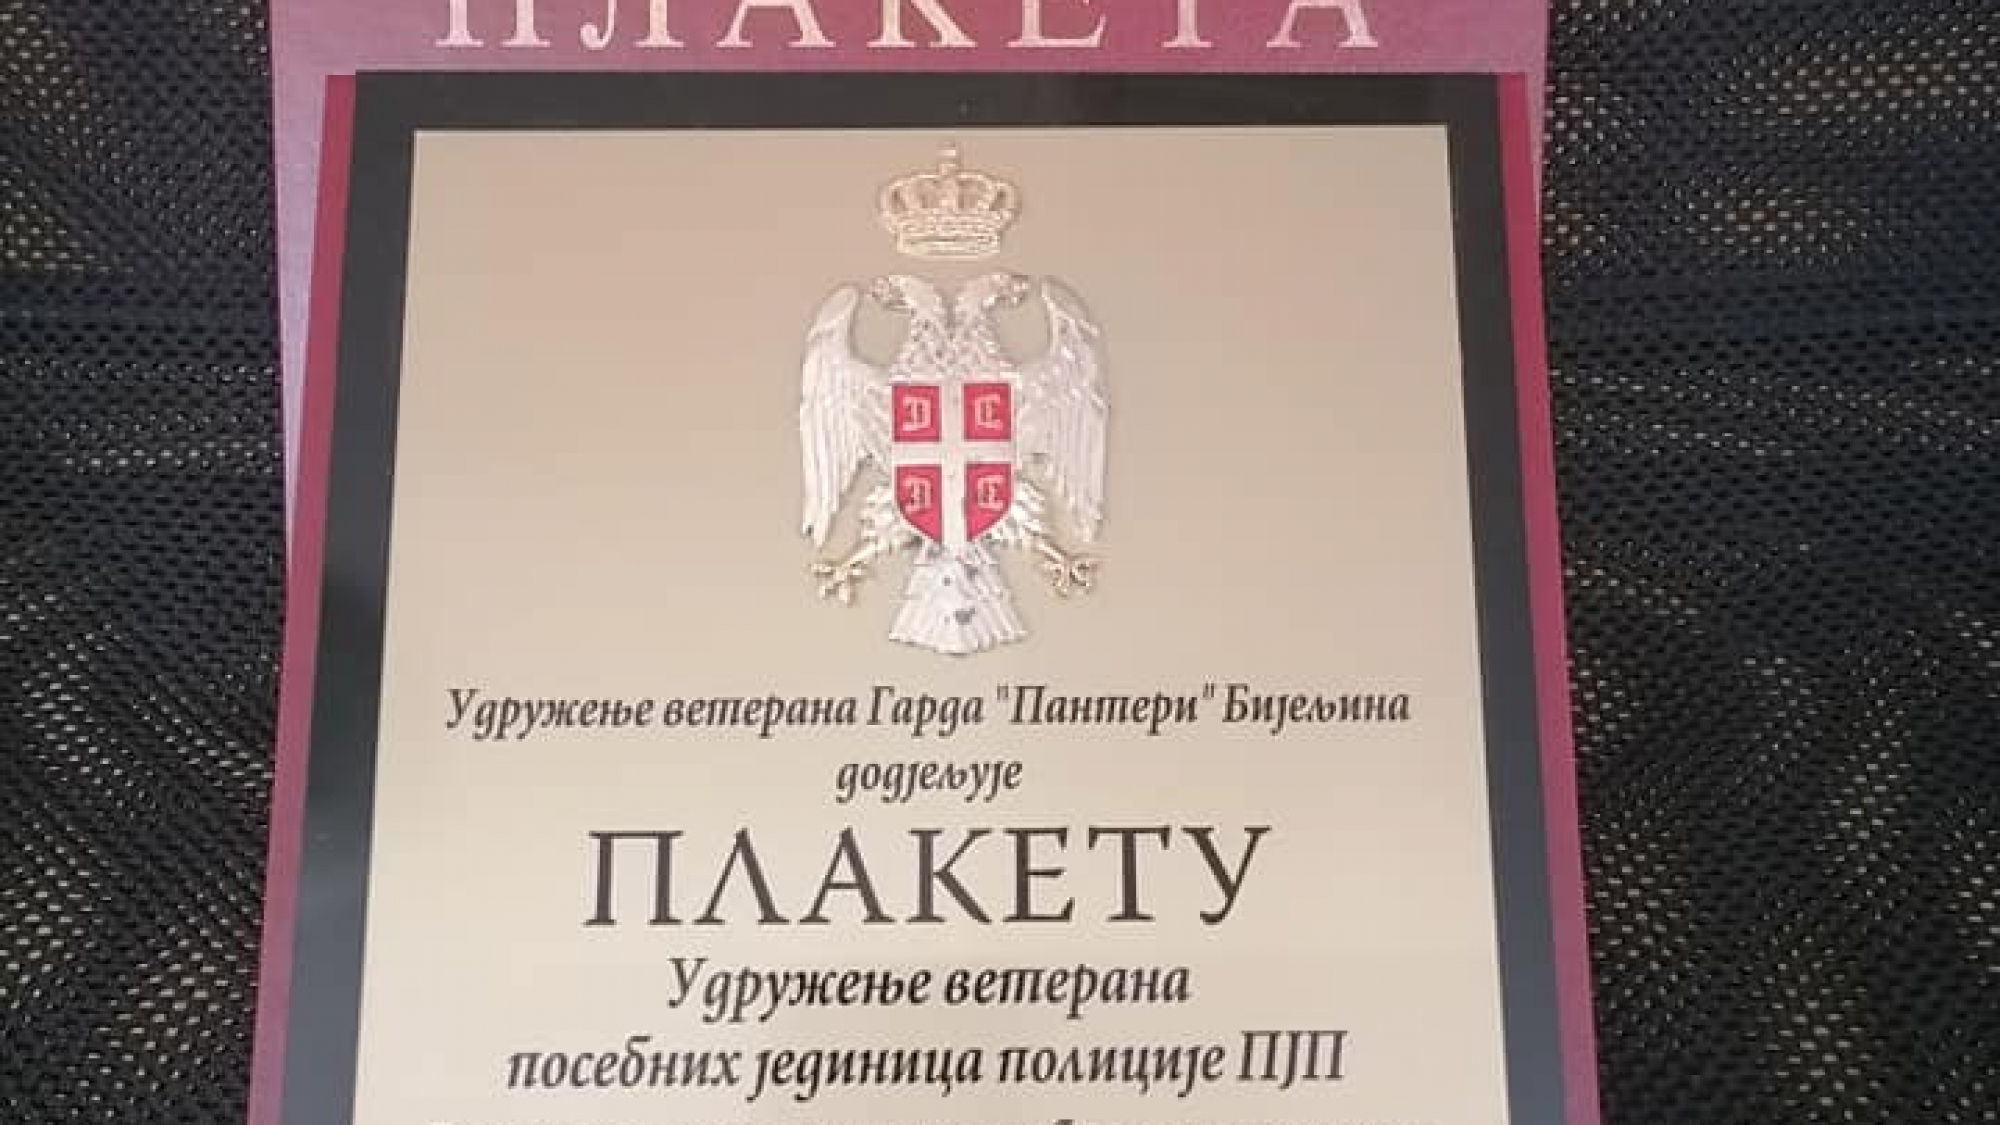 ПЛАКЕТА
Удружење ветерана Гарда "Пантери" Бијељина
додјељује
ПЛАКЕТУ
Удружење ветерана
посебних јединица полиције ПЈП